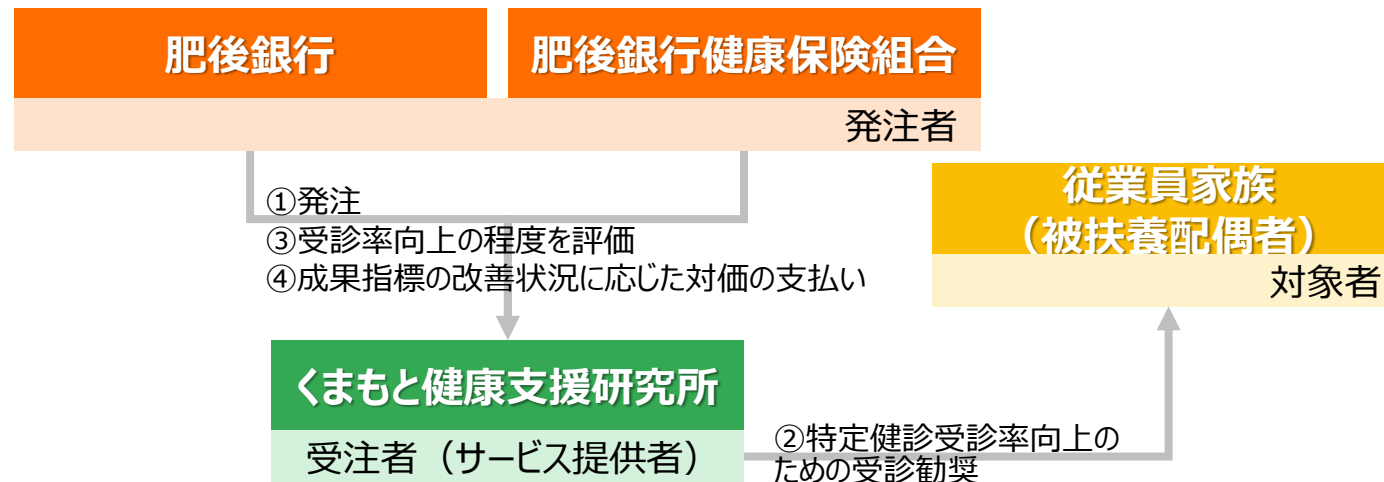 肥後銀行
肥後銀行健康保険組合
発注者
①発注
③受診率向上の程度を評価
④成果指標の改善状況に応じた対価の支払い
従業員家族
（被扶養配偶者）
対象者
くまもと健康支援研究所
受注者（サービス提供者）
②特定健診受診率向上の
ための受診勧奨